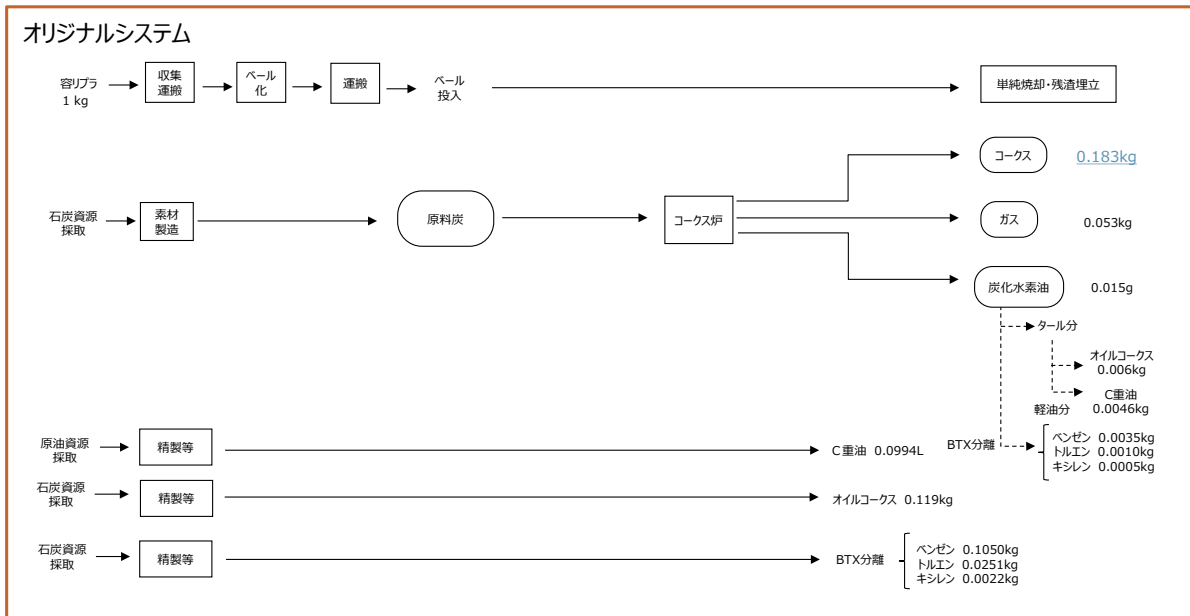 オリジナルシステム
容リプラ
1 kg
収集
運搬
ベール
化
運搬
ベール
投入
単純焼却・残渣埋立
コークス
0.183kg
石炭資源
採取
素材
製造
原料炭
コークス炉
ガス
0.053kg
炭化水素油
0.015g
タール分
オイルコークス
0.006kg
C重油
0.0046kg
軽油分
原油資源
採取
精製等
C重油 0.0994L
BTX分離
ベンゼン 0.0035kg
トルエン 0.0010kg
キシレン 0.0005kg
石炭資源
採取
精製等
オイルコークス 0.119kg
石炭資源
採取
精製等
BTX分離
ベンゼン 0.1050kg
トルエン 0.0251kg
キシレン 0.0022kg